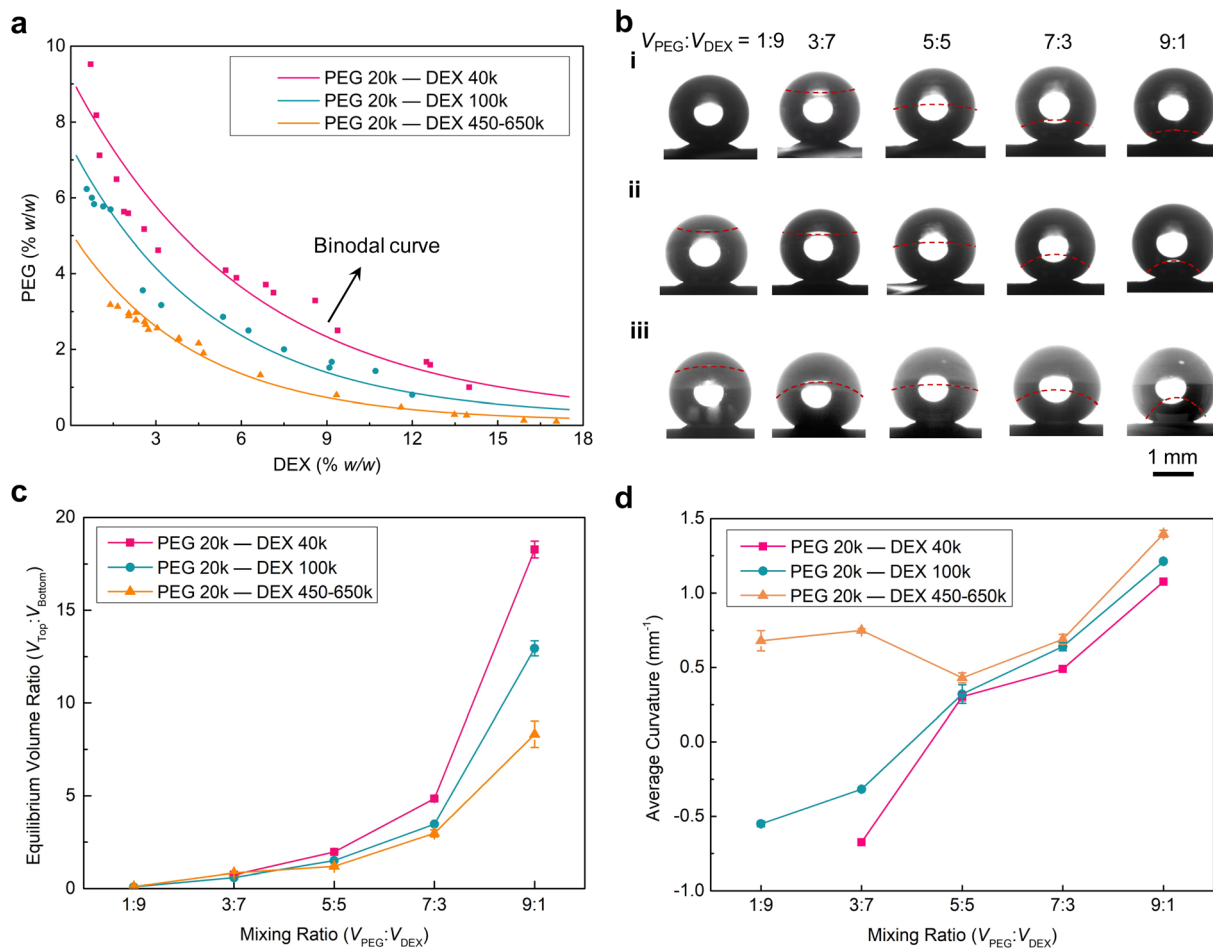 a
10
8
6
4
2
0
PEG (% w/w)
3
6
9
12
15
18
DEX (% w/w)
PEG 20k — DEX 40k
PEG 20k — DEX 100k
PEG 20k — DEX 450-650k
Binodal curve
b
VPEG:VDEX = 1:9 3:7 5:5 7:3 9:1
i
ii
iii
1 mm
c
20
15
10
5
0
Equilibrium Volume Ratio (VTop:VBottom)
1:9 3:7 5:5 7:3 9:1
Mixing Ratio (VPEG:VDEX)
PEG 20k — DEX 40k
PEG 20k — DEX 100k
PEG 20k — DEX 450-650k
d
1.5
1.0
0.5
0.0
-0.5
-1.0
Average Curvature (mm⁻¹)
1:9 3:7 5:5 7:3 9:1
Mixing Ratio (VPEG:VDEX)
PEG 20k — DEX 40k
PEG 20k — DEX 100k
PEG 20k — DEX 450-650k